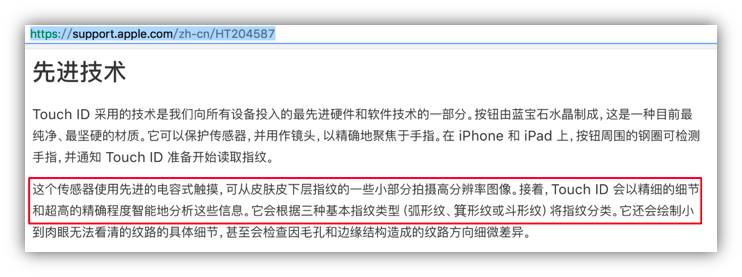 https://support.apple.com/zh-cn/HT204587
先进技术
Touch ID 采用的技术是我们向所有设备投入的最先进硬件和软件技术的一部分。按钮由蓝宝石水晶制成，这是一种目前最
纯净、最坚硬的材质。它可以保护传感器，并用作镜头，以精确地聚焦于手指。在 iPhone 和 iPad 上，按钮周围的钢圈可检测
手指，并通知 Touch ID 准备开始读取指纹。
这个传感器使用先进的电容式触摸，可从皮肤皮下层指纹的一些小部分拍摄高分辨率图像。接着，Touch ID 会以精细的细节
和超高的精确程度智能地分析这些信息。它会根据三种基本指纹类型（弧形纹、箕形纹或斗形纹）将指纹分类。它还会绘制小
到肉眼无法看清的纹路的具体细节，甚至会检查因毛孔和边缘结构造成的纹路方向细微差异。